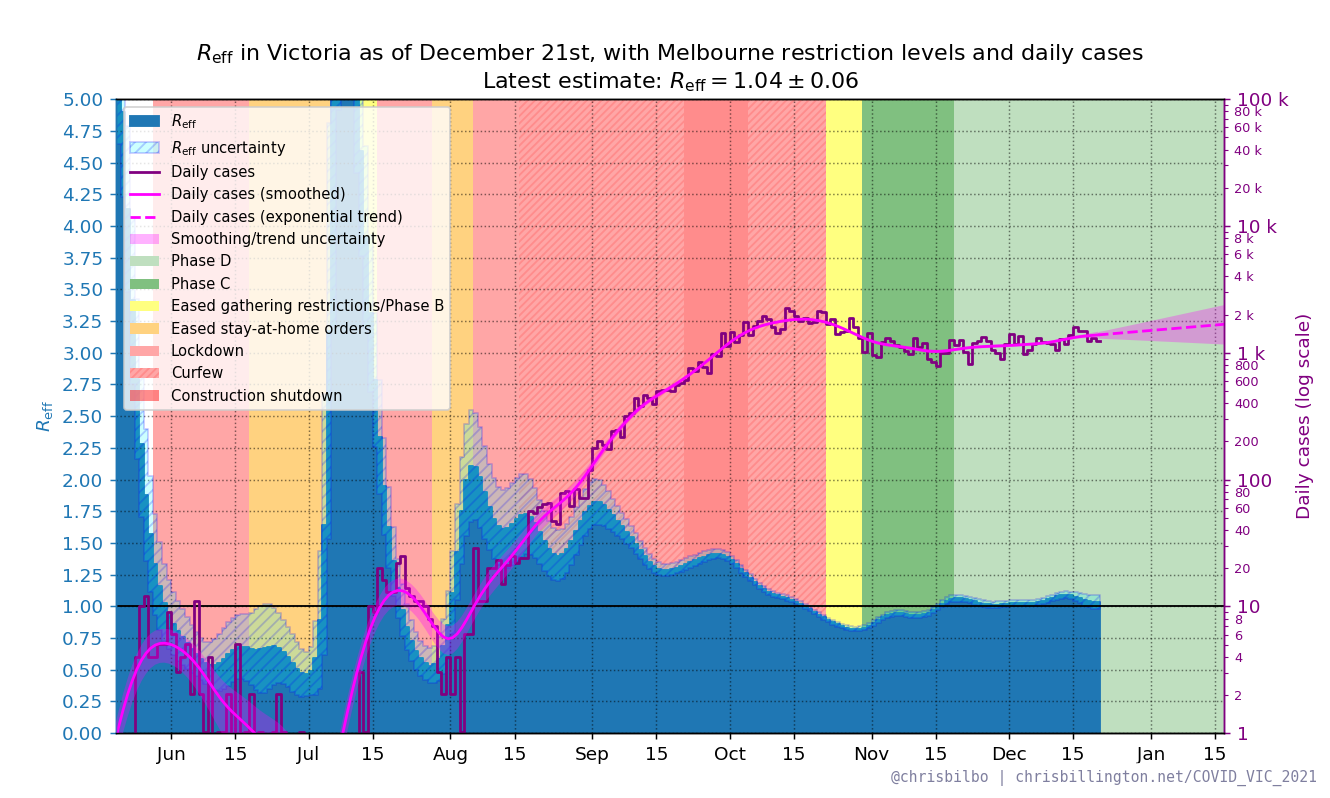 R_eff in Victoria as of December 21st, with Melbourne restriction levels and daily cases
Latest estimate: R_eff = 1.04 ± 0.06
R_eff
5.00
4.75
4.50
4.25
4.00
3.75
3.50
3.25
3.00
2.75
2.50
2.25
2.00
1.75
1.50
1.25
1.00
0.75
0.50
0.25
0.00
R_eff
R_eff uncertainty
Daily cases
Daily cases (smoothed)
Daily cases (exponential trend)
Smoothing/trend uncertainty
Phase D
Phase C
Eased gathering restrictions/Phase B
Eased stay-at-home orders
Lockdown
Curfew
Construction shutdown
100 k
80 k
60 k
40 k
20 k
10 k
8 k
6 k
4 k
2 k
1 k
800
600
400
200
100
80
60
40
20
10
8
6
4
2
1
Daily cases (log scale)
Jun 15 Jul 15 Aug 15 Sep 15 Oct 15 Nov 15 Dec 15 Jan 15
@chrisbilbo | chrisbillington.net/COVID_VIC_2021